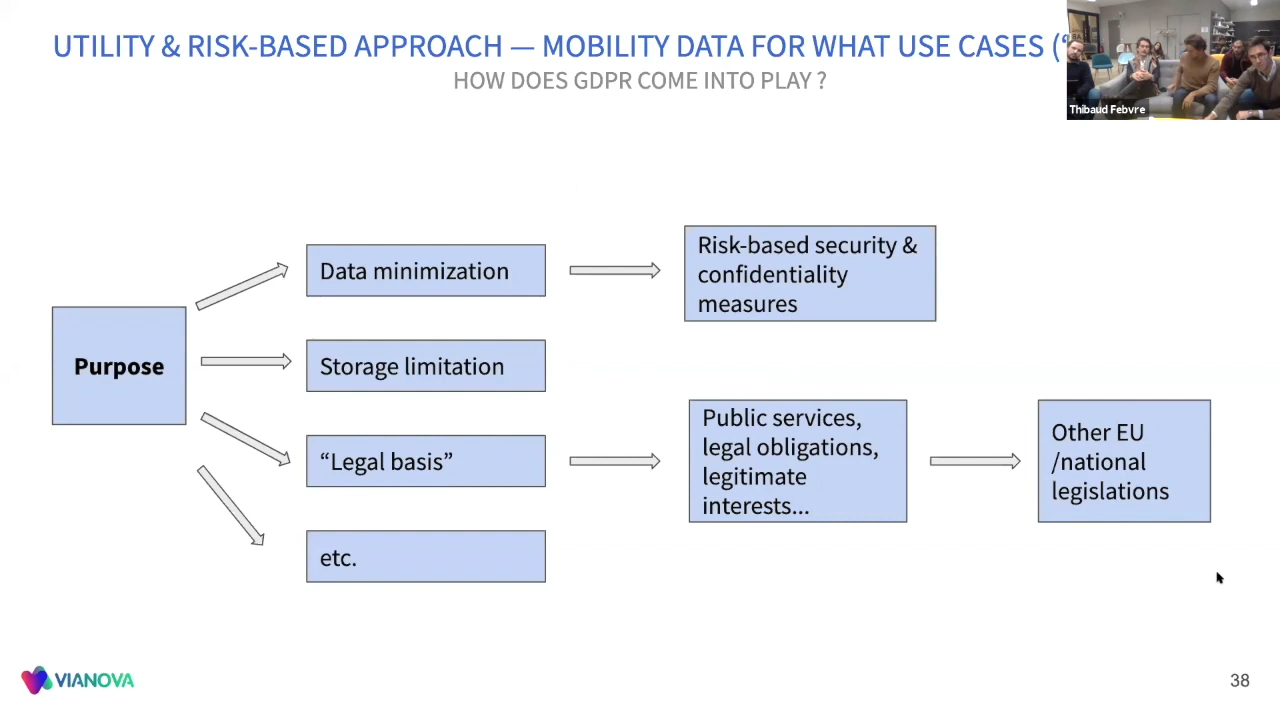 UTILITY & RISK-BASED APPROACH — MOBILITY DATA FOR WHAT USE CASES (
HOW DOES GDPR COME INTO PLAY ?
Thibaud Febvre
Purpose
Data minimization
Risk-based security &
confidentiality
measures
Storage limitation
“Legal basis”
Public services,
legal obligations,
legitimate
interests...
Other EU
/national
legislations
etc.
VIANOVA
38